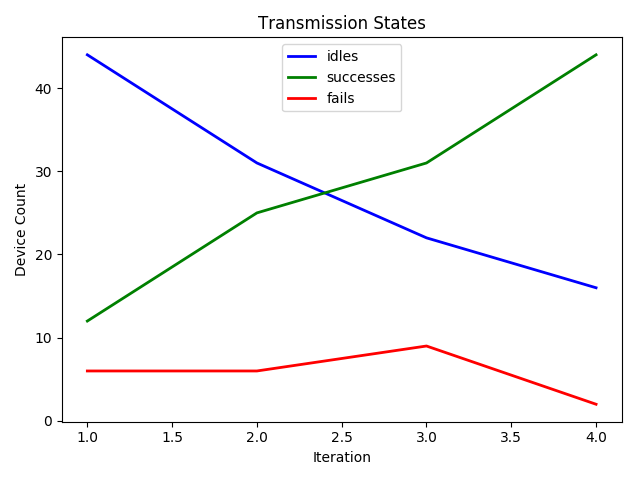 Transmission States
idles
successes
fails
Device Count
40
30
20
10
0
1.0 1.5 2.0 2.5 3.0 3.5 4.0
Iteration